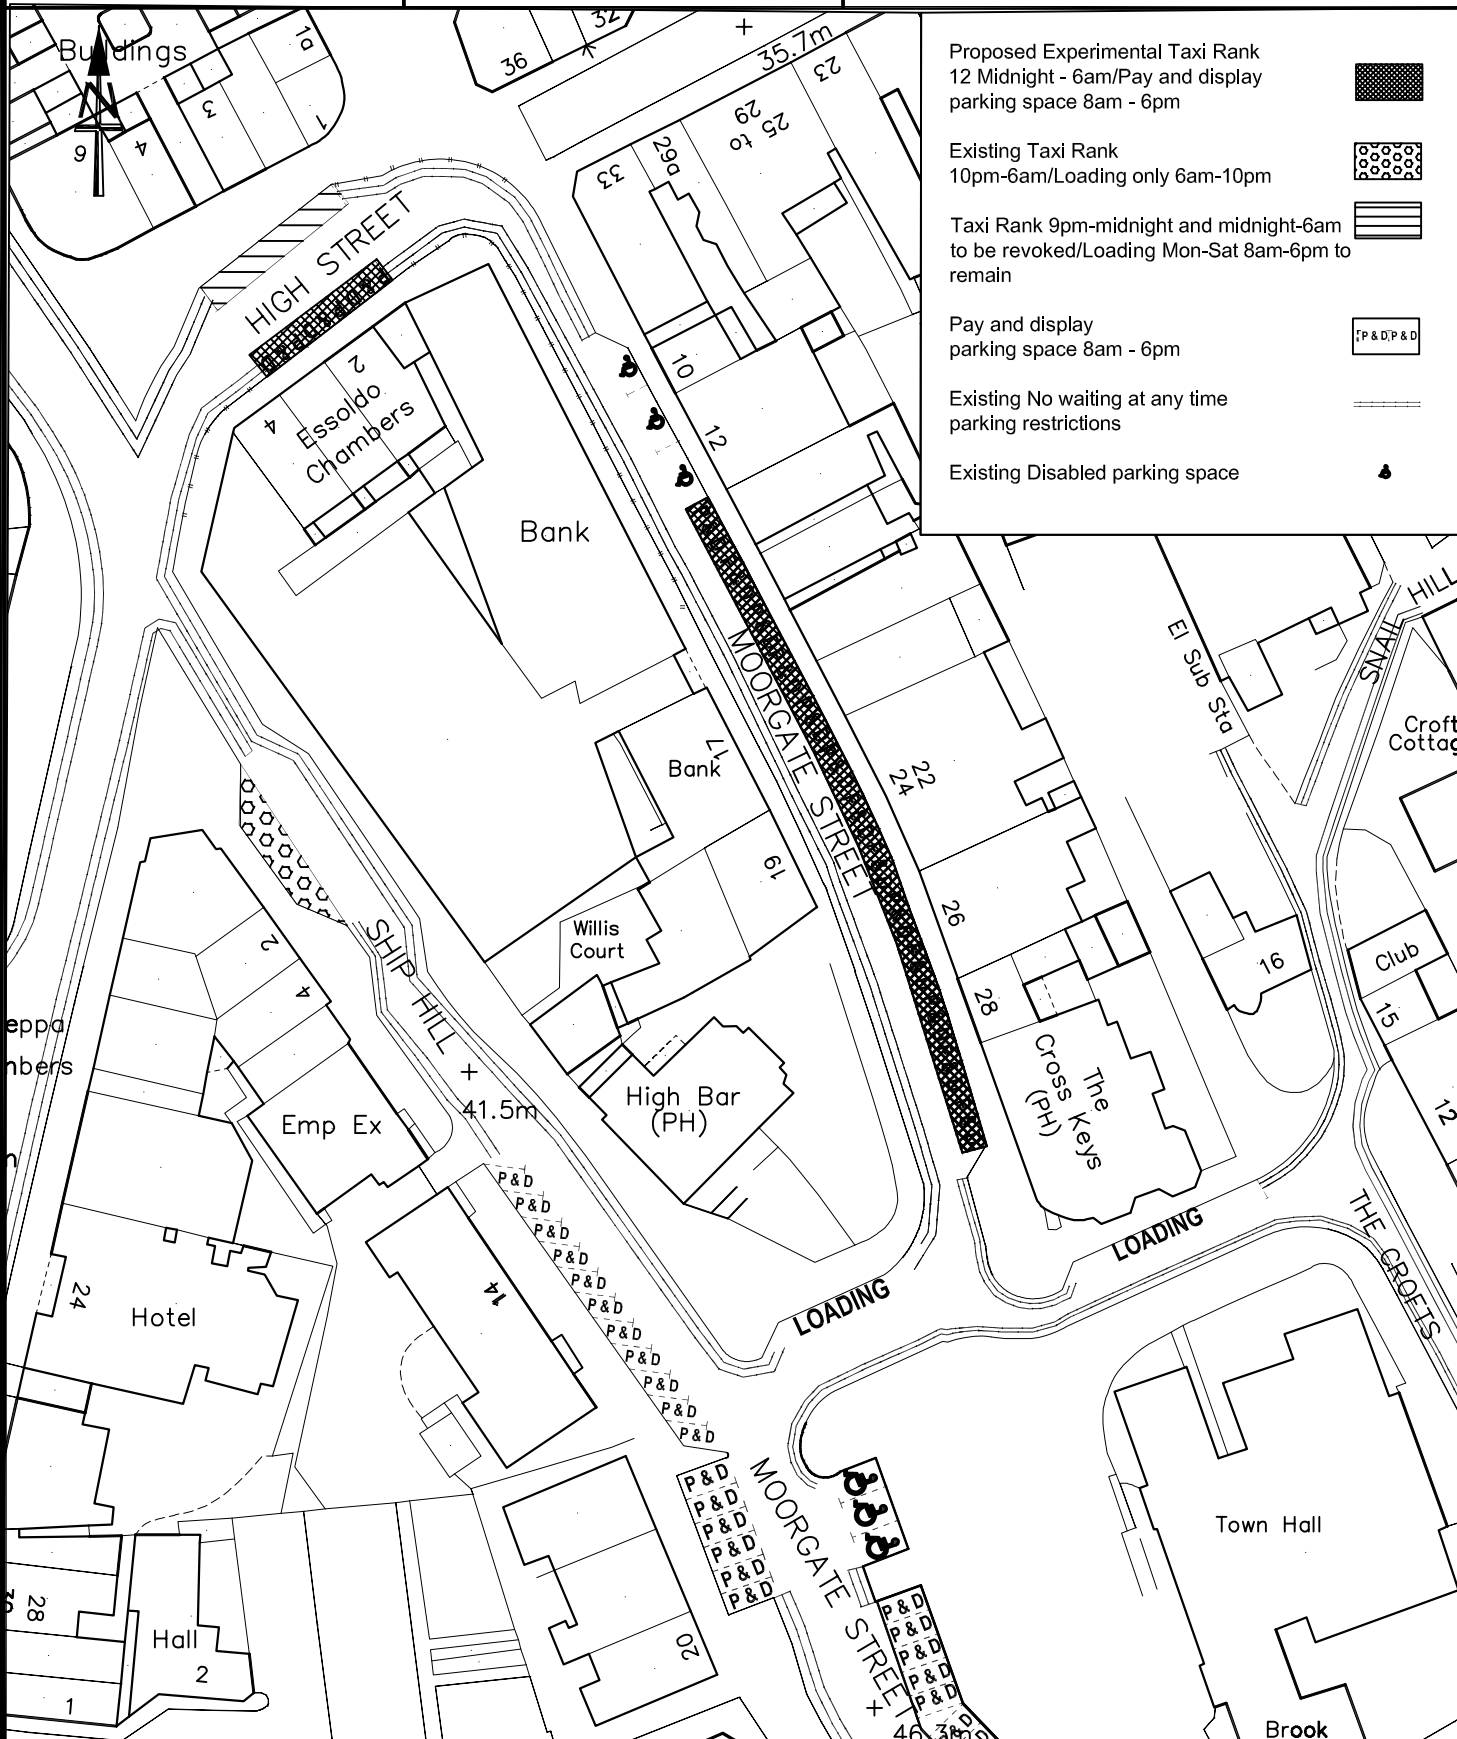 Proposed Experimental Taxi Rank
12 Midnight - 6am/Pay and display
parking space 8am - 6pm
Existing Taxi Rank
10pm-6am/Loading only 6am-10pm
Taxi Rank 9pm-midnight and midnight-6am
to be revoked/Loading Mon-Sat 8am-6pm to
remain
Pay and display
parking space 8am - 6pm
P & D P & D
Existing No waiting at any time
parking restrictions
Existing Disabled parking space
Buildings
N
1a
3
1
4
6
36
32
35.7m
23
25 to
29
29a
33
HIGH STREET
2
4
Essoldo
Chambers
10
12
Bank
MOORGATE STREET
17
Bank
22
24
19
26
28
Willis
Court
El Sub Sta
SNAIL
HILL
Croft
Cottag
16
Club
15
12
SHIP HILL
2
4
41.5m
Emp Ex
High Bar
(PH)
The
Cross Keys
(PH)
eppa
mbers
n
P & D
P & D
P & D
P & D
P & D
P & D
P & D
P & D
P & D
P & D
P & D
14
24
Hotel
LOADING
LOADING
THE CROFTS
P & D
P & D
P & D
P & D
P & D
P & D
MOORGATE STREET
Town Hall
P & D
P & D
P & D
P & D
P & D
28
Hall
2
1
20
46.3m
Brook